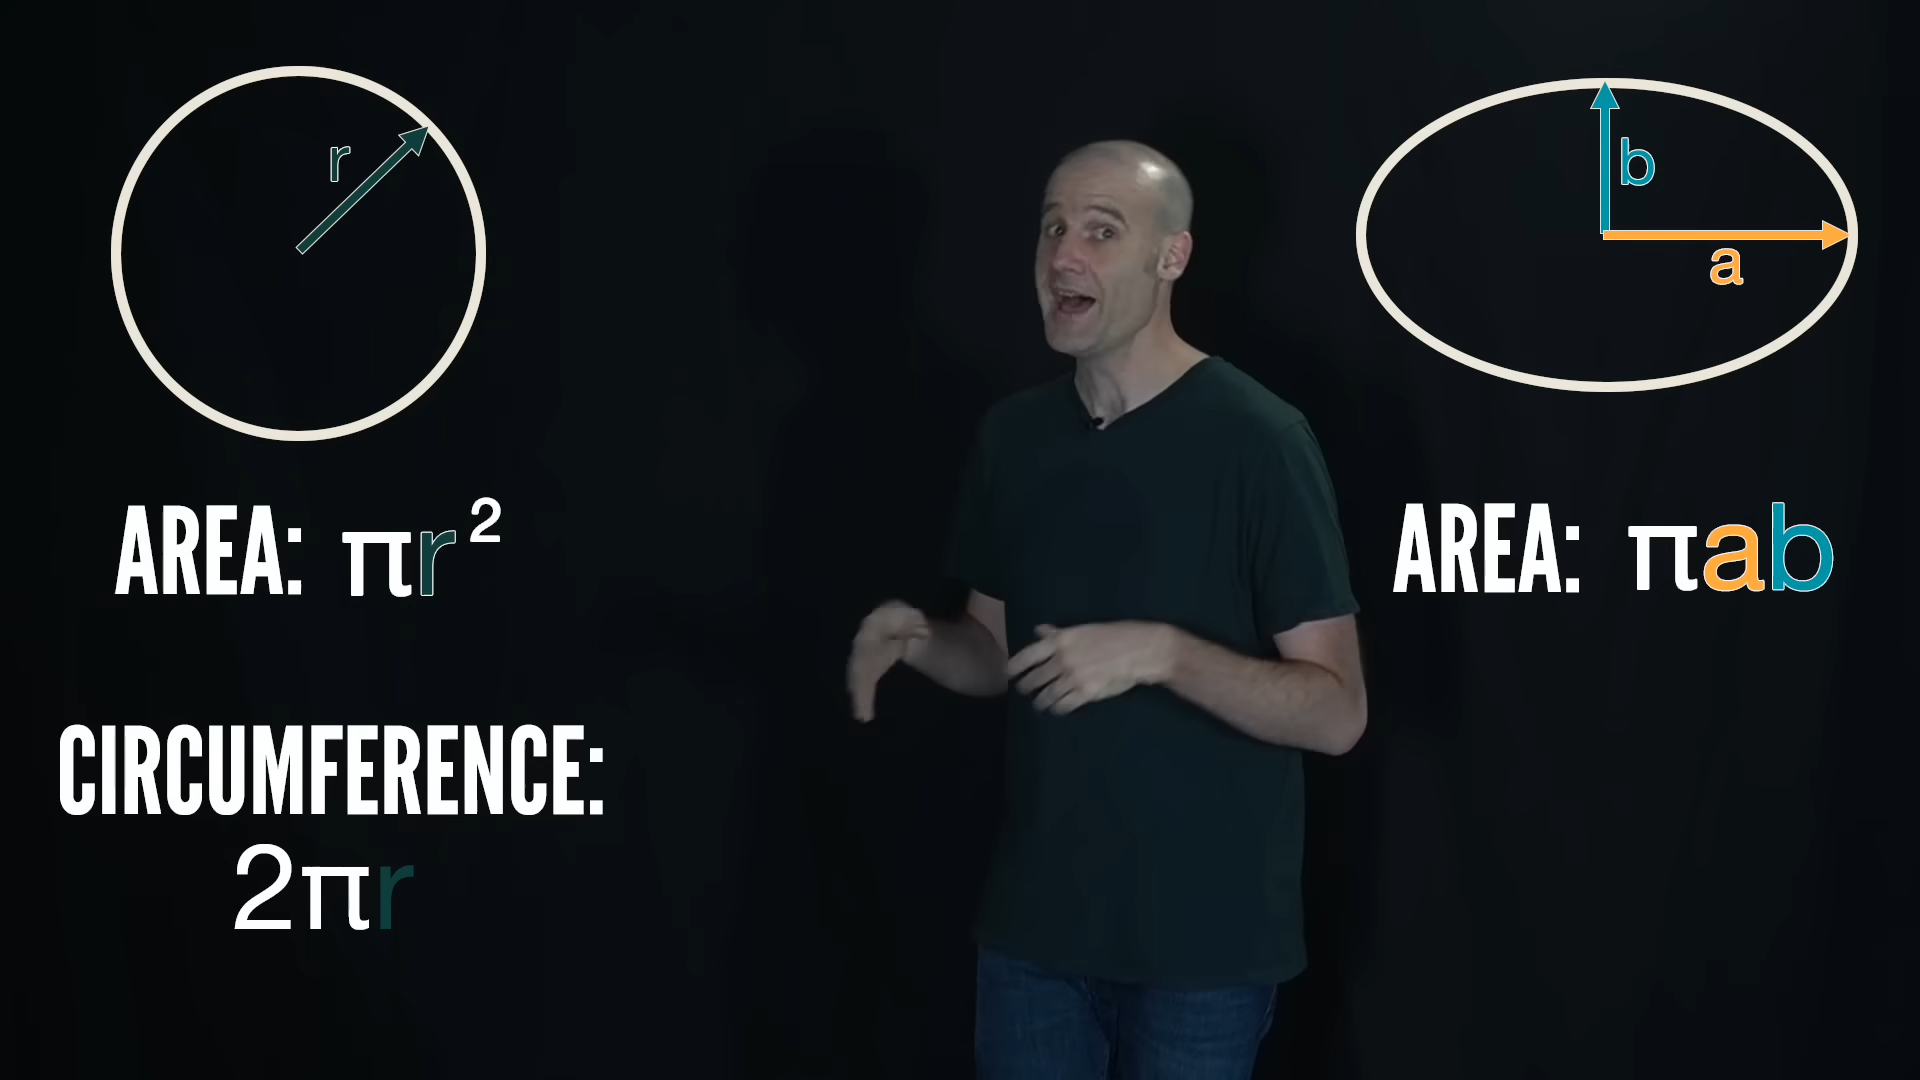 r
AREA: πr²
CIRCUMFERENCE:
2πr
b
a
AREA: πab